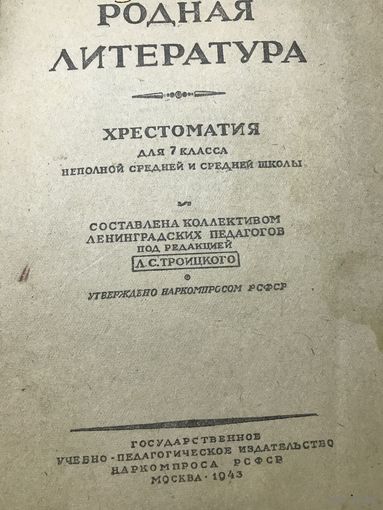 РОДНАЯ
ЛИТЕРАТУРА
ХРЕСТОМАТИЯ
ДЛЯ 7 КЛАССА
НЕПОЛНОЙ СРЕДНЕЙ И СРЕДНЕЙ ШКОЛЫ
СОСТАВЛЕНА КОЛЛЕКТИВОМ
ЛЕНИНГРАДСКИХ ПЕДАГОГОВ
ПОД РЕДАКЦИЕЙ
Л.С.ТРОИЦКОГО
УТВЕРЖДЕНО НАРКОМПРОСОМ РСФСР
ГОСУДАРСТВЕННОЕ
УЧЕБНО-ПЕДАГОГИЧЕСКОЕ ИЗДАТЕЛЬСТВО
НАРКОМПРОСА РСФСР
МОСКВА · 1943